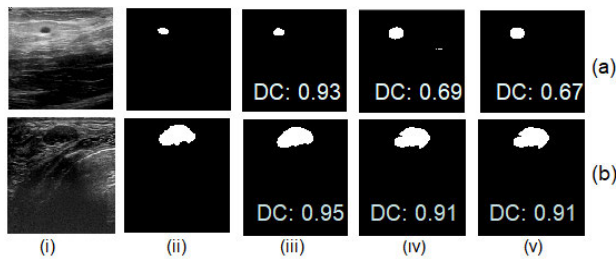 DC: 0.93 DC: 0.69 DC: 0.67 (a)
DC: 0.95 DC: 0.91 DC: 0.91 (b)
(i) (ii) (iii) (ıv) (v)